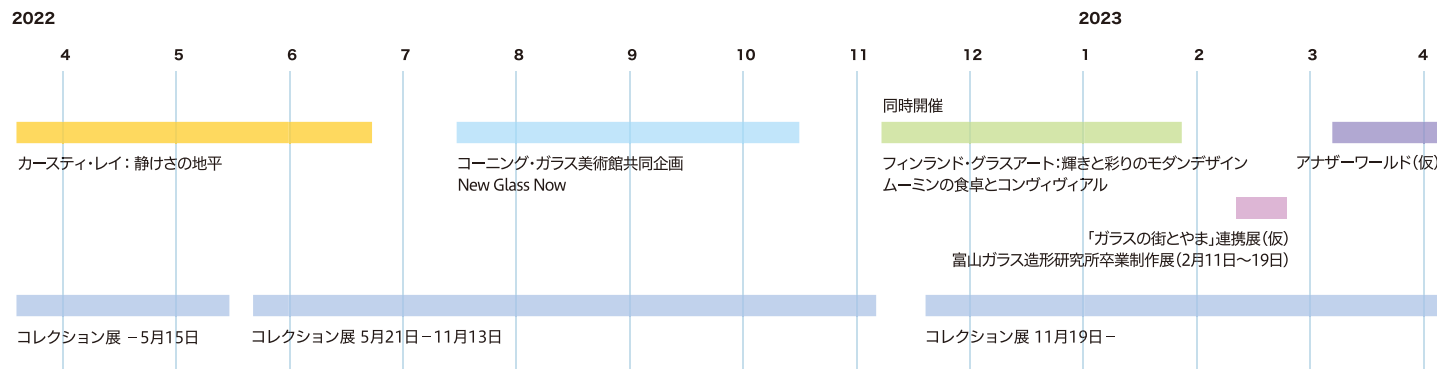 2022
2023
4 5 6 7 8 9 10 11 12 1 2 3 4
同時開催
カースティ・レイ：静けさの地平
コーニング・ガラス美術館共同企画
New Glass Now
フィンランド・グラスアート：輝きと彩りのモダンデザイン
ムーミンの食卓とコンヴィヴィアル
アナザーワールド（仮）
「ガラスの街とやま」連携展（仮）
富山ガラス造形研究所卒業制作展（2月11日〜19日）
コレクション展 －5月15日
コレクション展 5月21日－11月13日
コレクション展 11月19日－